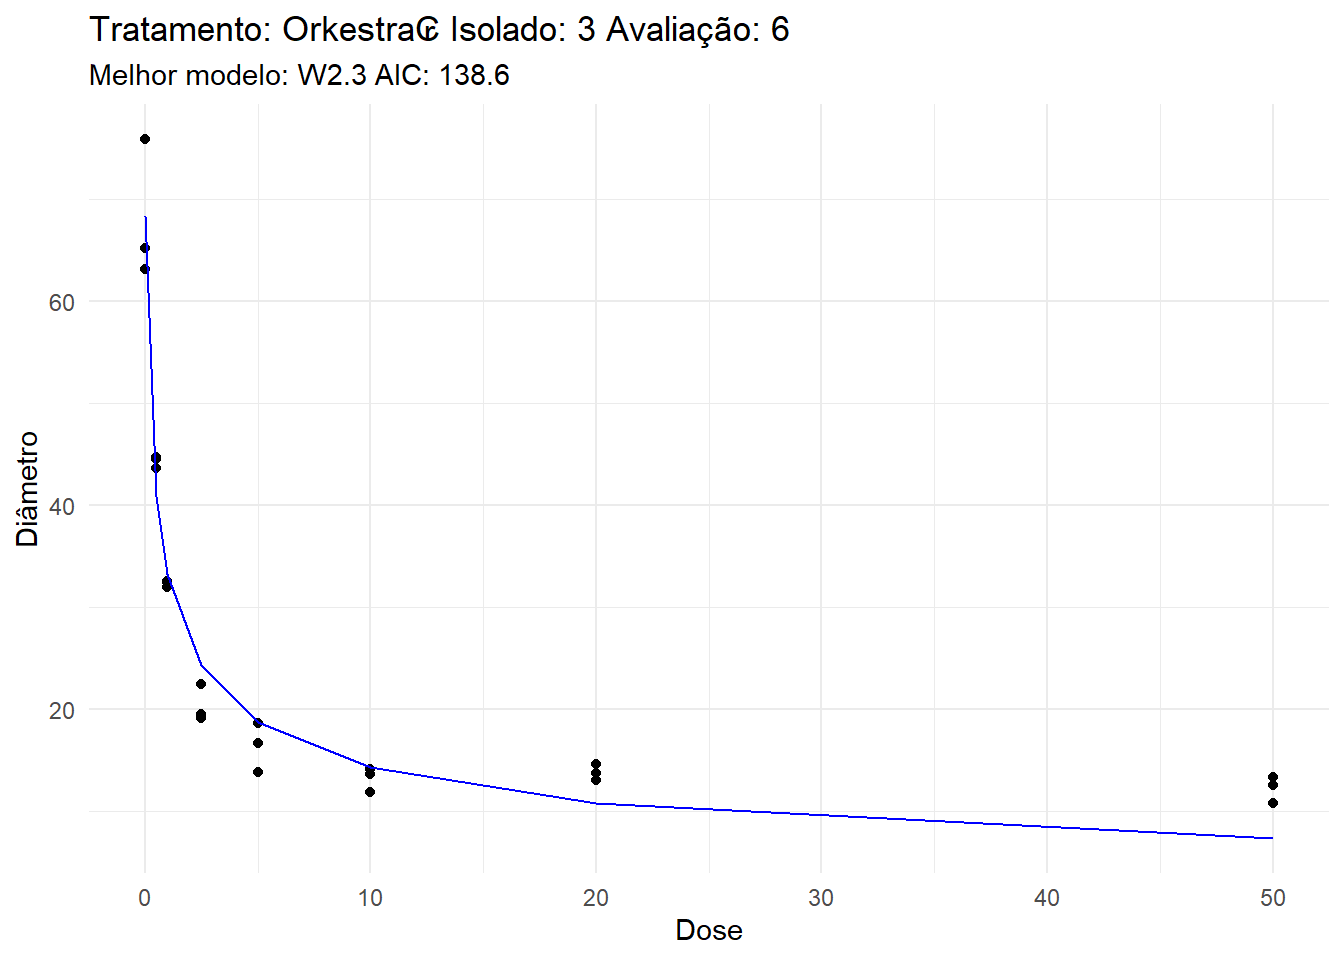 Tratamento: Orkestra₢ Isolado: 3 Avaliação: 6
Melhor modelo: W2.3 AIC: 138.6
60
40
20
Diâmetro
0 10 20 30 40 50
Dose